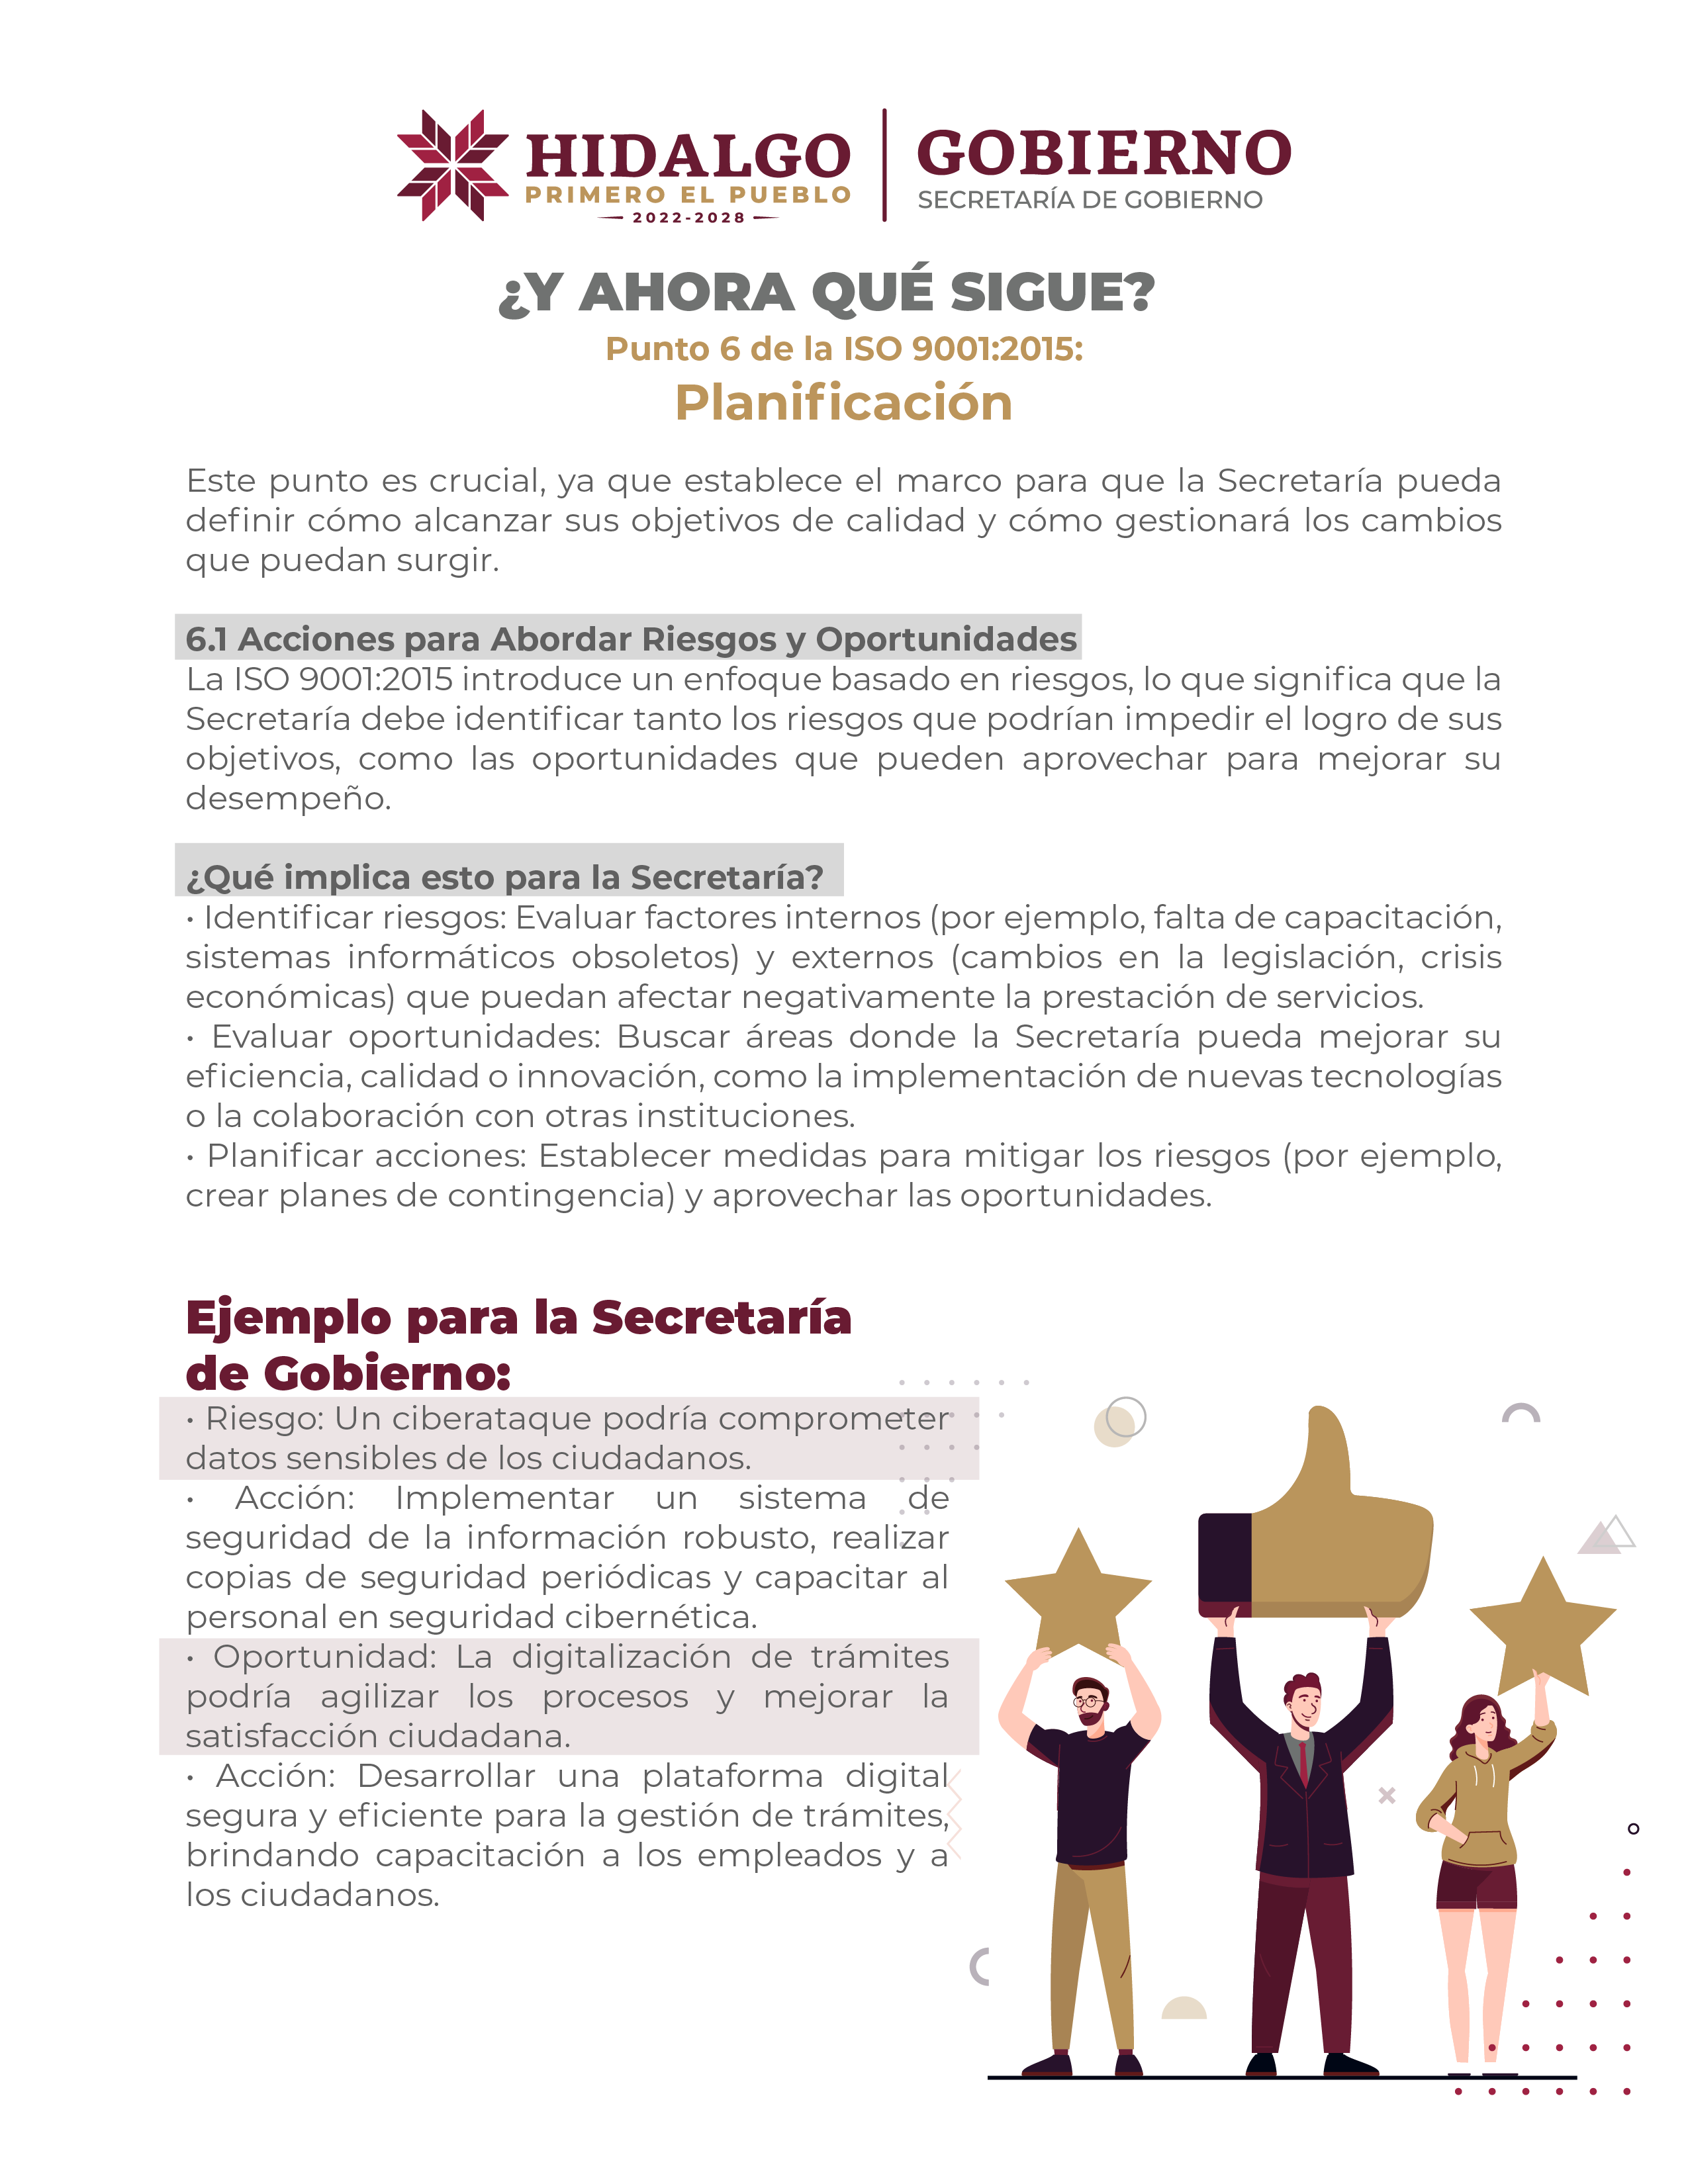 HIDALGO
PRIMERO EL PUEBLO
2022-2028
GOBIERNO
SECRETARÍA DE GOBIERNO
¿Y AHORA QUÉ SIGUE?
Punto 6 de la ISO 9001:2015:
Planificación
Este punto es crucial, ya que establece el marco para que la Secretaría pueda
definir cómo alcanzar sus objetivos de calidad y cómo gestionará los cambios
que puedan surgir.
6.1 Acciones para Abordar Riesgos y Oportunidades
La ISO 9001:2015 introduce un enfoque basado en riesgos, lo que significa que la
Secretaría debe identificar tanto los riesgos que podrían impedir el logro de sus
objetivos, como las oportunidades que pueden aprovechar para mejorar su
desempeño.
¿Qué implica esto para la Secretaría?
• Identificar riesgos: Evaluar factores internos (por ejemplo, falta de capacitación,
sistemas informáticos obsoletos) y externos (cambios en la legislación, crisis
económicas) que puedan afectar negativamente la prestación de servicios.
• Evaluar oportunidades: Buscar áreas donde la Secretaría pueda mejorar su
eficiencia, calidad o innovación, como la implementación de nuevas tecnologías
o la colaboración con otras instituciones.
• Planificar acciones: Establecer medidas para mitigar los riesgos (por ejemplo,
crear planes de contingencia) y aprovechar las oportunidades.
Ejemplo para la Secretaría
de Gobierno:
• Riesgo: Un ciberataque podría comprometer
datos sensibles de los ciudadanos.
• Acción: Implementar un sistema de
seguridad de la información robusto, realizar
copias de seguridad periódicas y capacitar al
personal en seguridad cibernética.
• Oportunidad: La digitalización de trámites
podría agilizar los procesos y mejorar la
satisfacción ciudadana.
• Acción: Desarrollar una plataforma digital
segura y eficiente para la gestión de trámites,
brindando capacitación a los empleados y a
los ciudadanos.